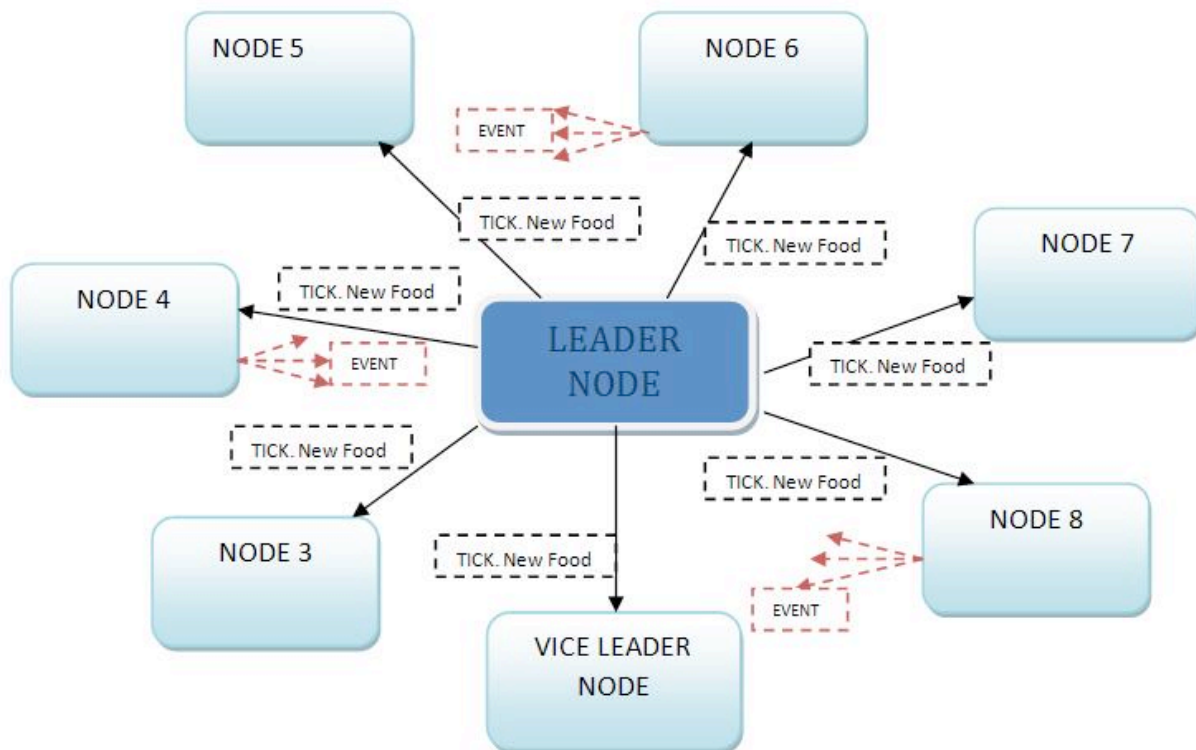 NODE 5
NODE 6
EVENT
TICK. New Food
TICK. New Food
NODE 7
NODE 4
TICK. New Food
LEADER
NODE
EVENT
TICK. New Food
TICK. New Food
TICK. New Food
NODE 8
NODE 3
TICK. New Food
EVENT
VICE LEADER
NODE